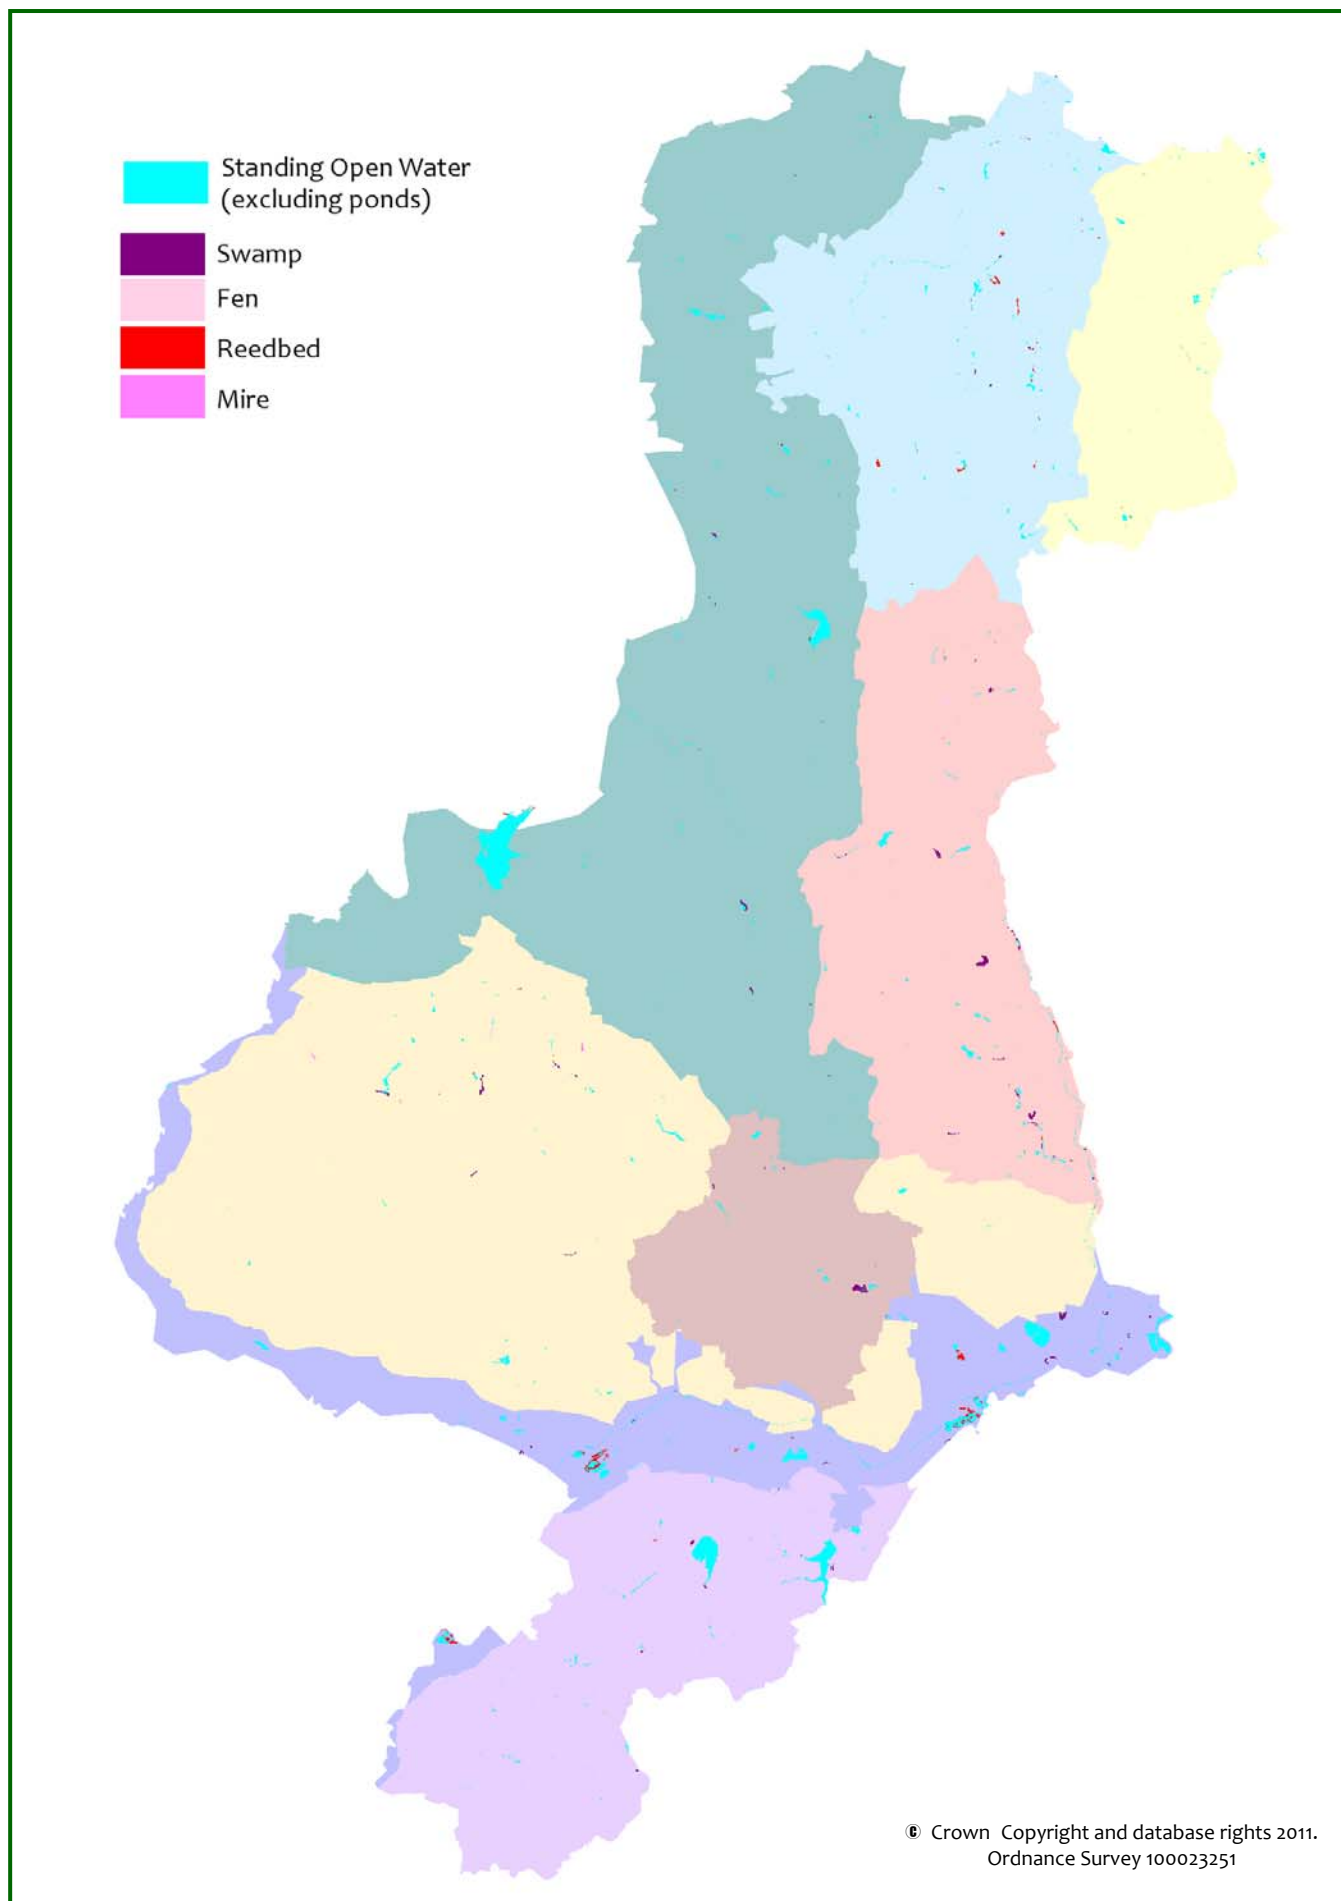 Standing Open Water
(excluding ponds)
Swamp
Fen
Reedbed
Mire
© Crown Copyright and database rights 2011.
Ordnance Survey 100023251